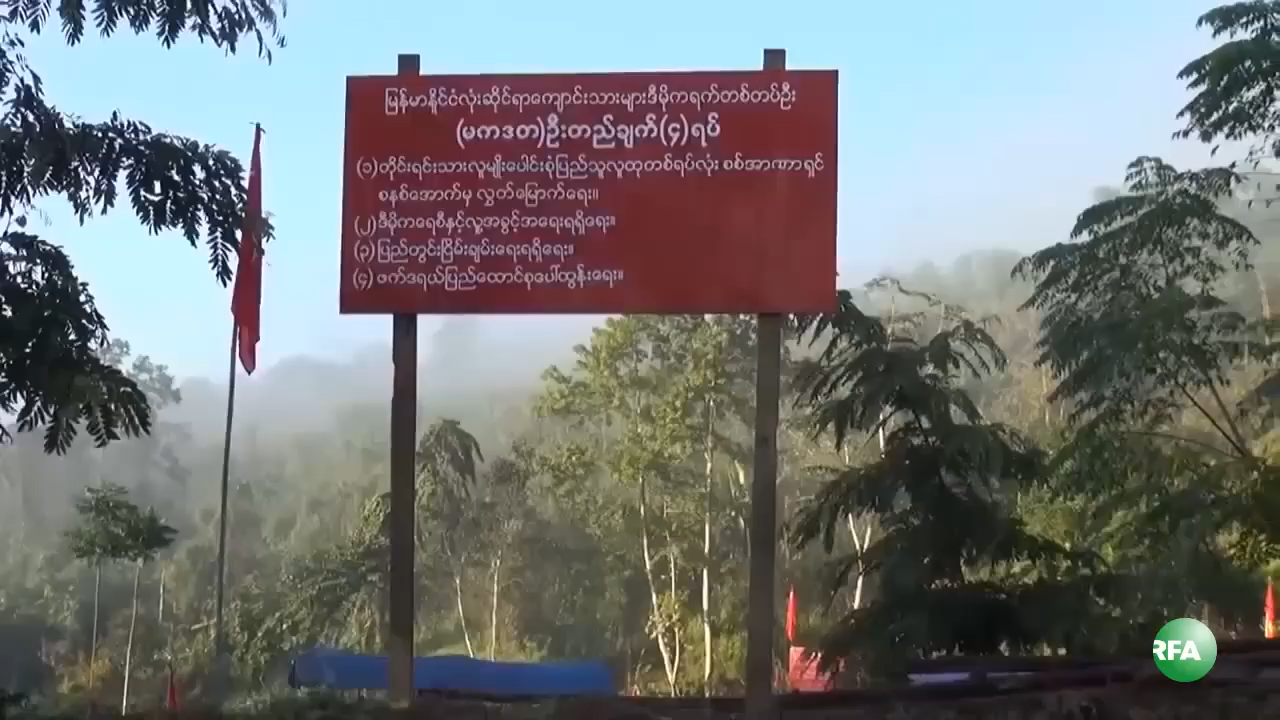 မြန်မာနိုင်ငံလုံးဆိုင်ရာကျောင်းသားများဒီမိုကရက်တစ်တပ်ဦး
(မကဒတ)ဦးတည်ချက်(၄)ရပ်
(၁)တိုင်းရင်းသားလူမျိုးပေါင်းစုံပြည်သူလူထုတစ်ရပ်လုံး စစ်အာဏာရှင်
စနစ်အောက်မှ လွှတ်မြောက်ရေး။
(၂)ဒီမိုကရေစီနှင့်လူ့အခွင့်အရေးရရှိရေး။
(၃)ပြည်တွင်းငြိမ်းချမ်းရေးရရှိရေး။
(၄)ဖက်ဒရယ်ပြည်ထောင်စုပေါ်ထွန်းရေး။
RFA